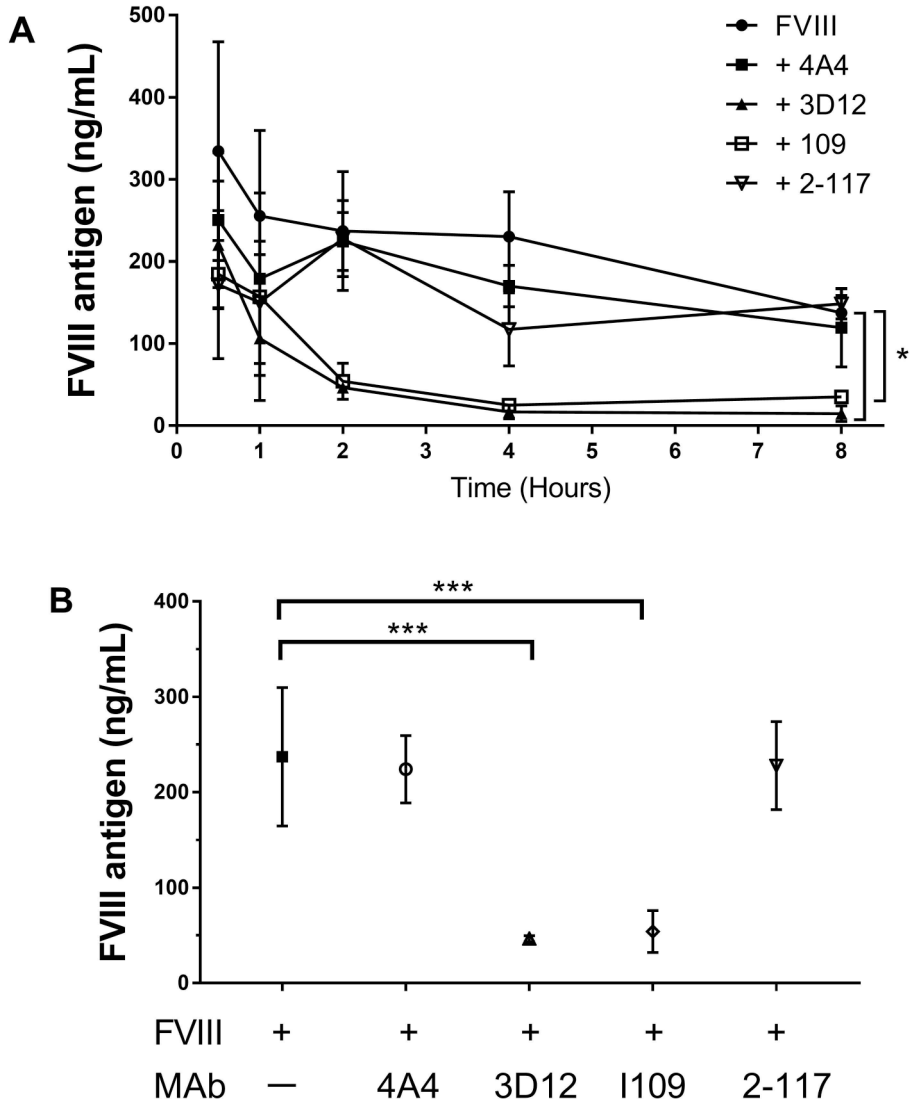 A
FVIII antigen (ng/mL)
500
400
300
200
100
0
FVIII
+ 4A4
+ 3D12
+ 109
+ 2-117
*
0 1 2 3 4 5 6 7 8
Time (Hours)
B
FVIII antigen (ng/mL)
400
300
200
100
0
***
***
FVIII + + + + +
MAb — 4A4 3D12 I109 2-117